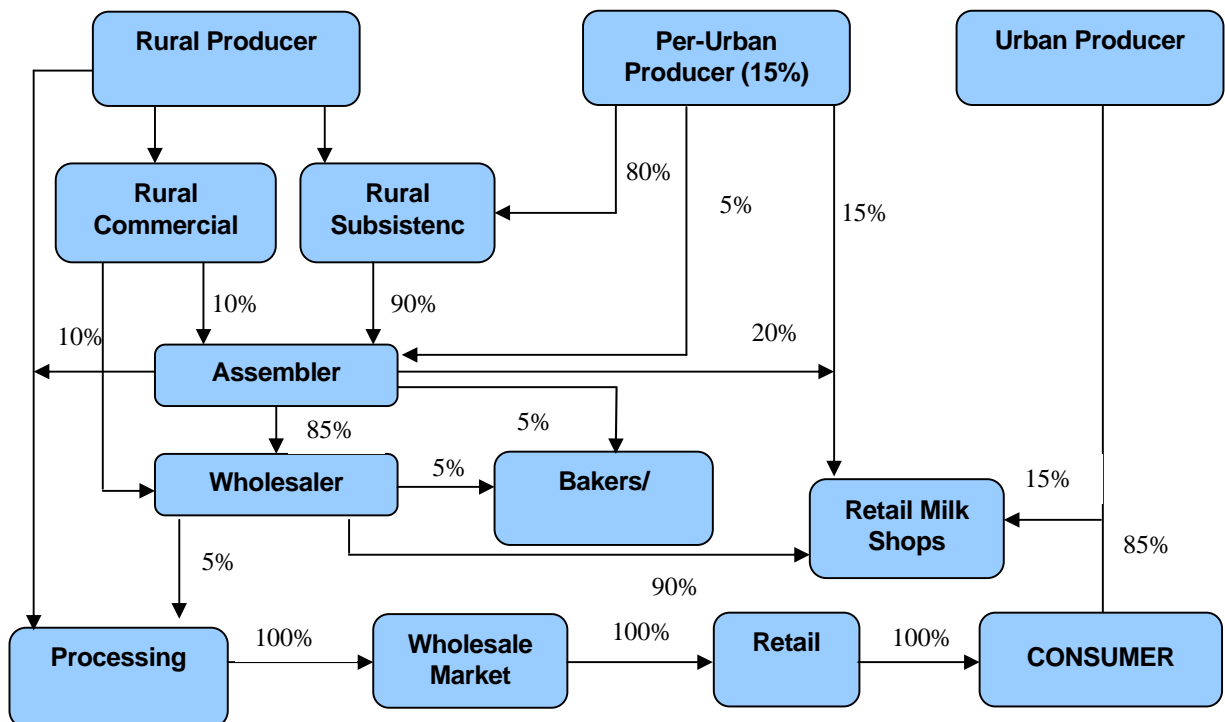 Rural Producer
Per-Urban
Producer (15%)
Urban Producer
Rural
Commercial
Rural
Subsistenc
80%
5%
15%
10%
90%
10%
20%
Assembler
85%
5%
Wholesaler
5%
Bakers/
Retail Milk
Shops
15%
85%
5%
90%
Processing
100%
Wholesale
Market
100%
Retail
100%
CONSUMER